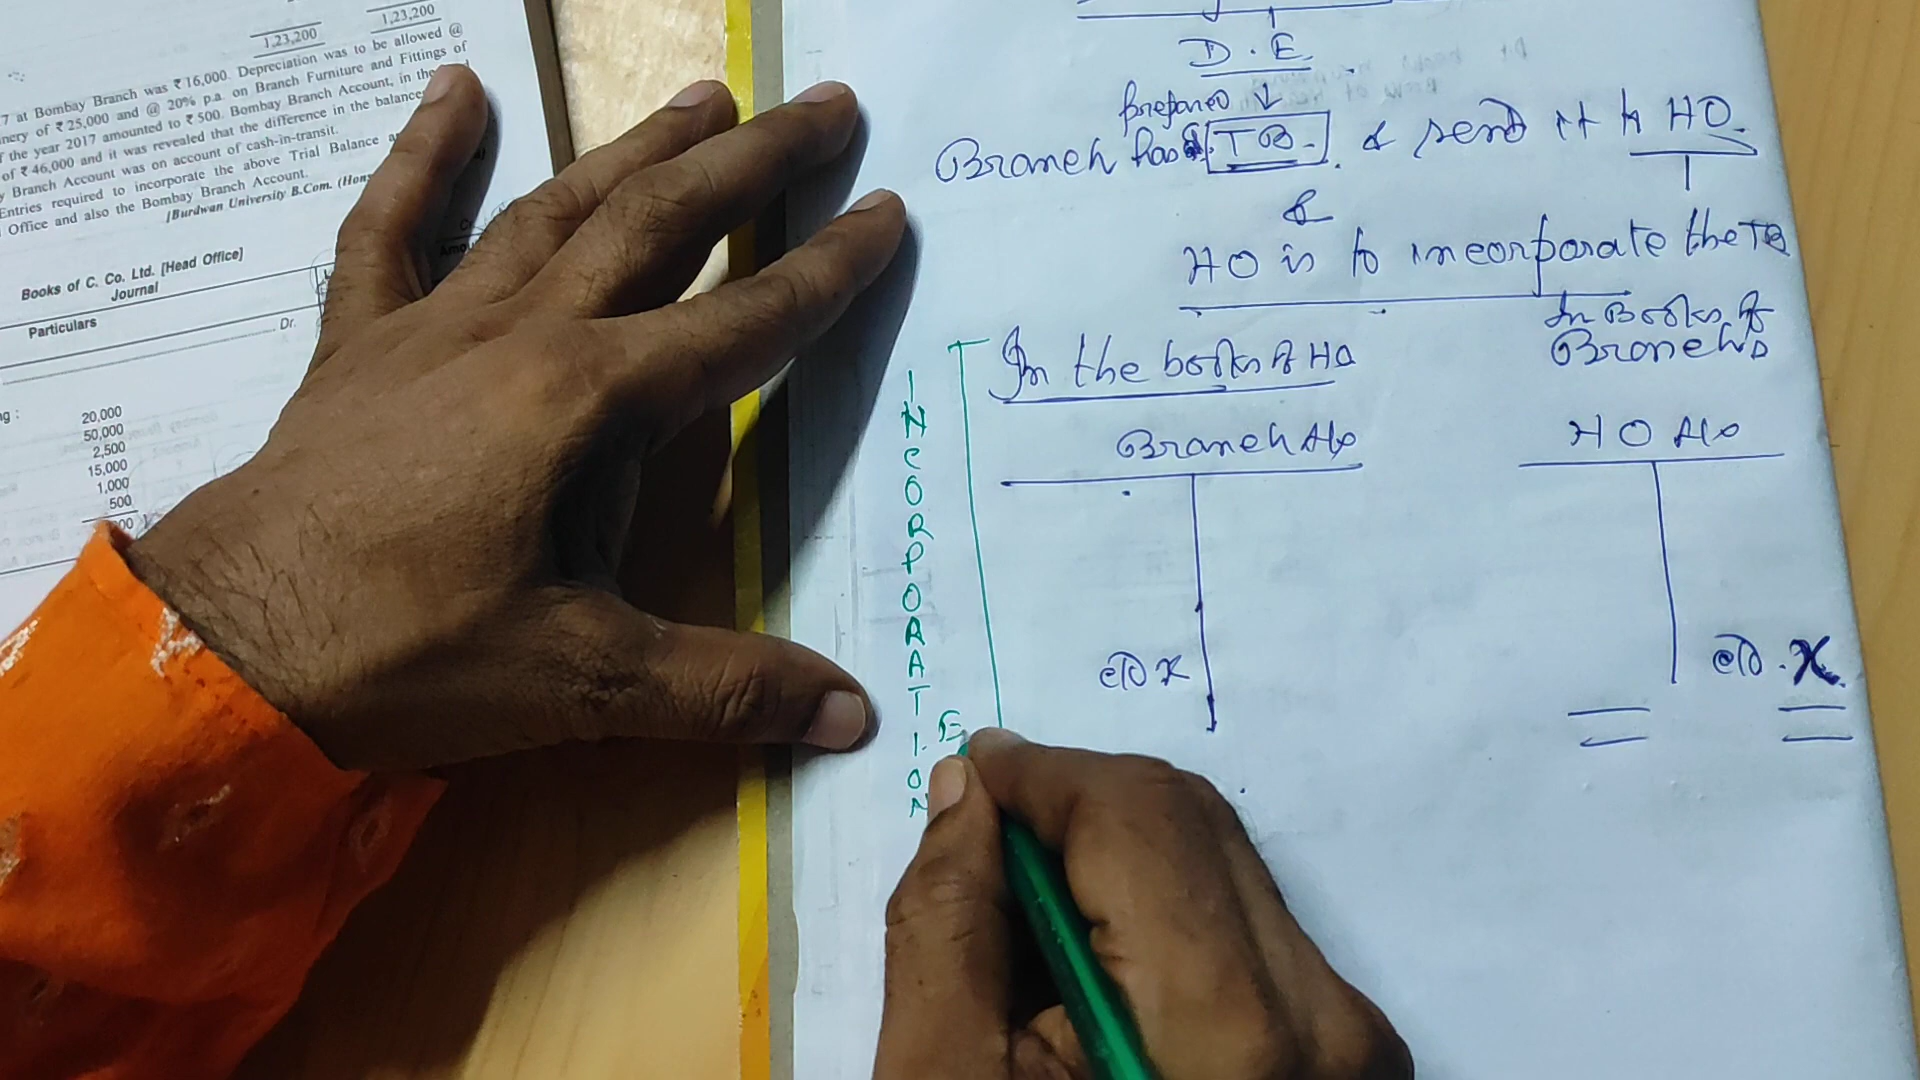 1,23,200
1,23,200
7 at Bombay Branch was ₹ 16,000. Depreciation was to be allowed @
nery of ₹ 25,000 and @ 20% p.a. on Branch Furniture and Fittings of
f the year 2017 amounted to ₹ 500. Bombay Branch Account, in the
of ₹ 46,000 and it was revealed that the difference in the balance
y Branch Account was on account of cash-in-transit.
Entries required to incorporate the above Trial Balance
Office and also the Bombay Branch Account.
[Burdwan University B.Com. (Hons
Books of C. Co. Ltd. [Head Office]
Journal
Particulars
Dr.
ng :
20,000
50,000
2,500
15,000
1,000
500
D.E.
prepared
Branch has T B. & send it to HO.
&
HO is to incorporate the TB
In the books of HO
In Books of
Branch
Branch A/c
HO A/c
c/d x
c/d . x
INCORPORATION
E